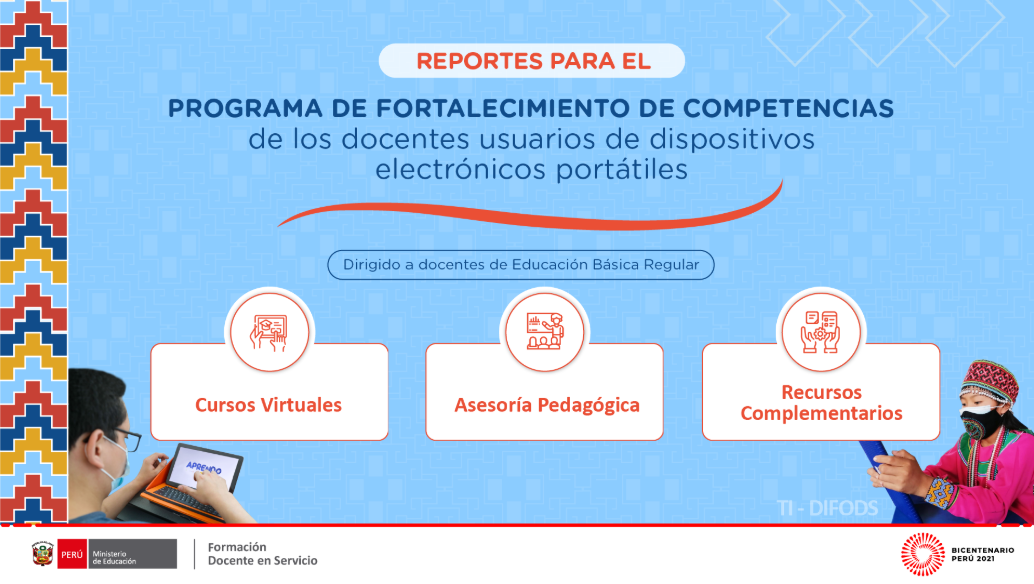 REPORTES PARA EL
PROGRAMA DE FORTALECIMIENTO DE COMPETENCIAS
de los docentes usuarios de dispositivos
electrónicos portátiles
Dirigido a docentes de Educación Básica Regular
Cursos Virtuales
Asesoría Pedagógica
Recursos
Complementarios
APRENDO
TI - DIFODS
PERÚ
Ministerio
de Educación
Formación
Docente en Servicio
BICENTENARIO
PERÚ 2021